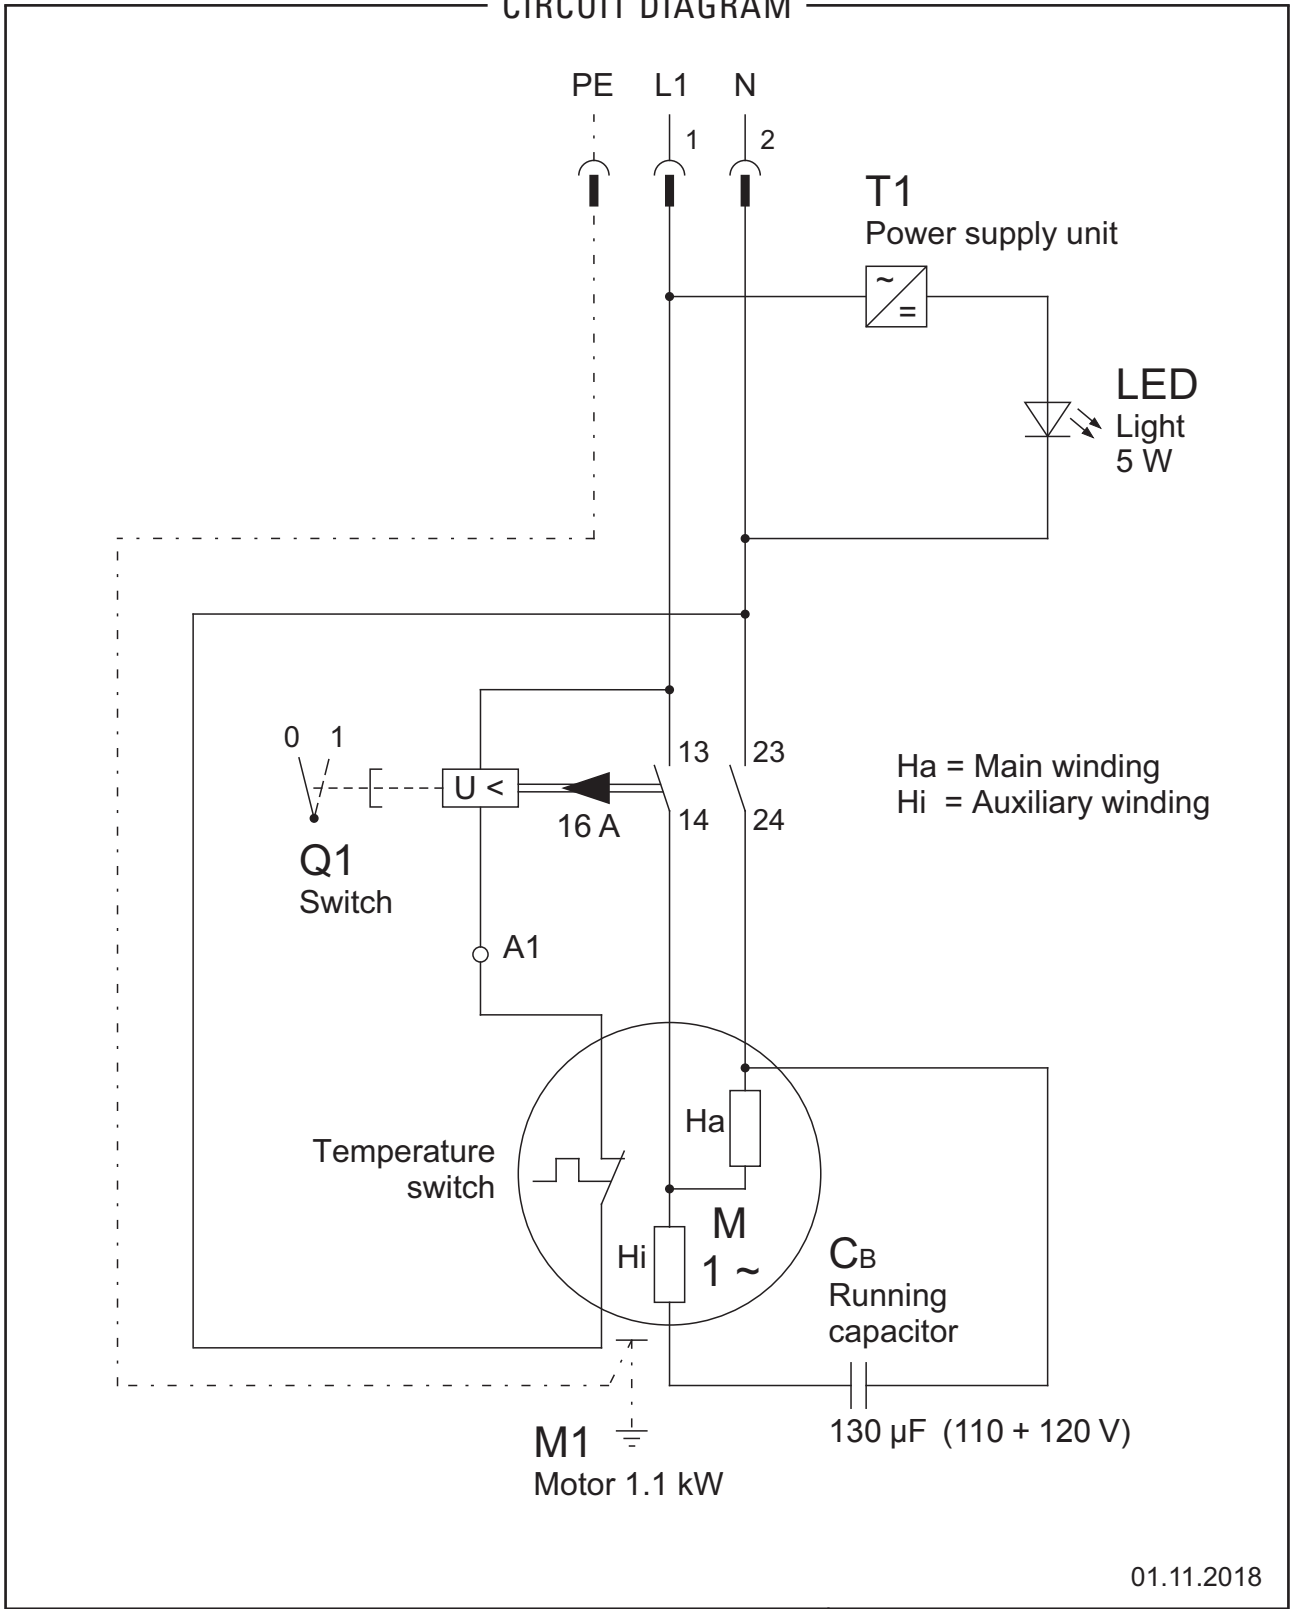 CIRCUIT DIAGRAM
PE L1 N
1 2
T1
Power supply unit
~
=
LED
Light
5 W
0 1
13 23
U <
16 A
14 24
Ha = Main winding
Hi = Auxiliary winding
Q1
Switch
A1
Ha
Temperature
switch
M
1 ~
Hi
CB
Running
capacitor
130 µF (110 + 120 V)
M1
Motor 1.1 kW
01.11.2018